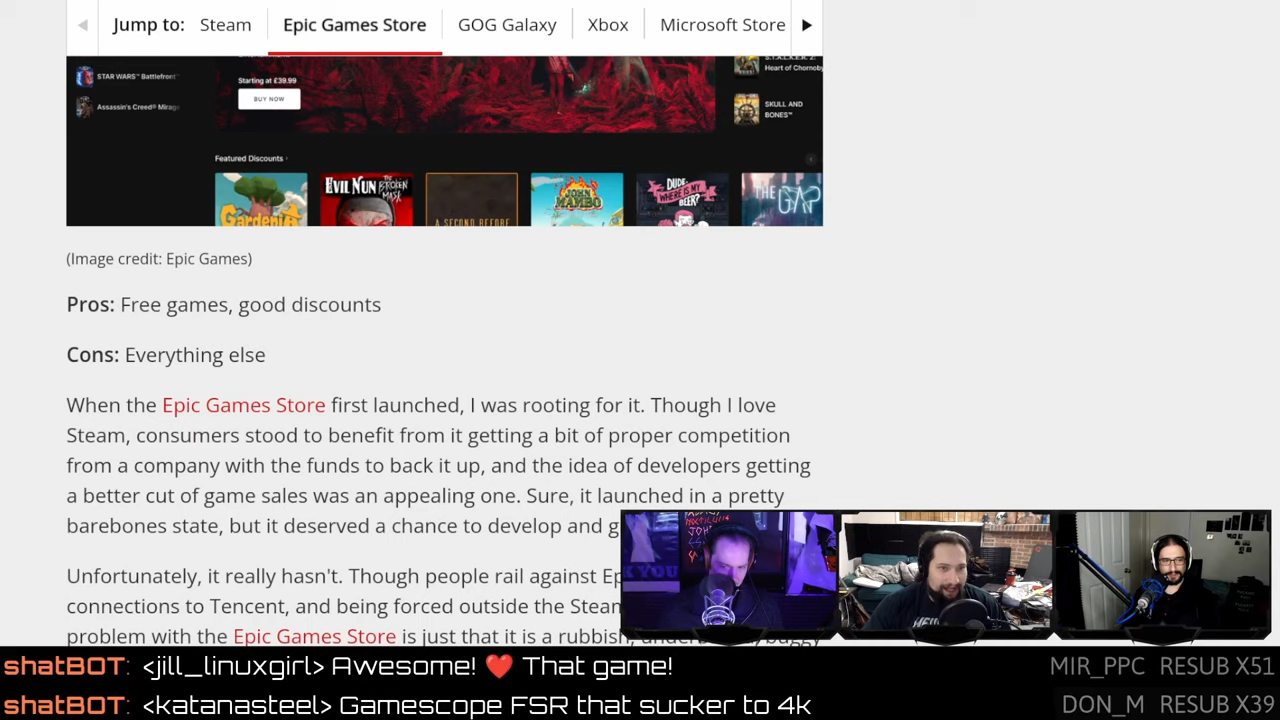 Jump to: Steam Epic Games Store GOG Galaxy Xbox Microsoft Store
STAR WARS™ Battlefront
Assassin's Creed® Mirage
Starting at £39.99
BUY NOW
S.T.A.L.K.E.R. 2:
Heart of Chornoby
SKULL AND
BONES™
Featured Discounts
GardeniA
EVIL NUN THE BROKEN MASK
A SECOND BEFORE
JOHN MAMBO
DUDE, WHERE IS MY BEER?
THE GAP
(Image credit: Epic Games)
Pros: Free games, good discounts
Cons: Everything else
When the Epic Games Store first launched, I was rooting for it. Though I love
Steam, consumers stood to benefit from it getting a bit of proper competition
from a company with the funds to back it up, and the idea of developers getting
a better cut of game sales was an appealing one. Sure, it launched in a pretty
barebones state, but it deserved a chance to develop and g
Unfortunately, it really hasn't. Though people rail against Ep
connections to Tencent, and being forced outside the Steam
problem with the Epic Games Store is just that it is a rubbish,
shatBOT: <jill_linuxgirl> Awesome! ❤️ That game!
MIR_PPC RESUB X51
shatBOT: <katanasteel> Gamescope FSR that sucker to 4k
DON_M RESUB X39